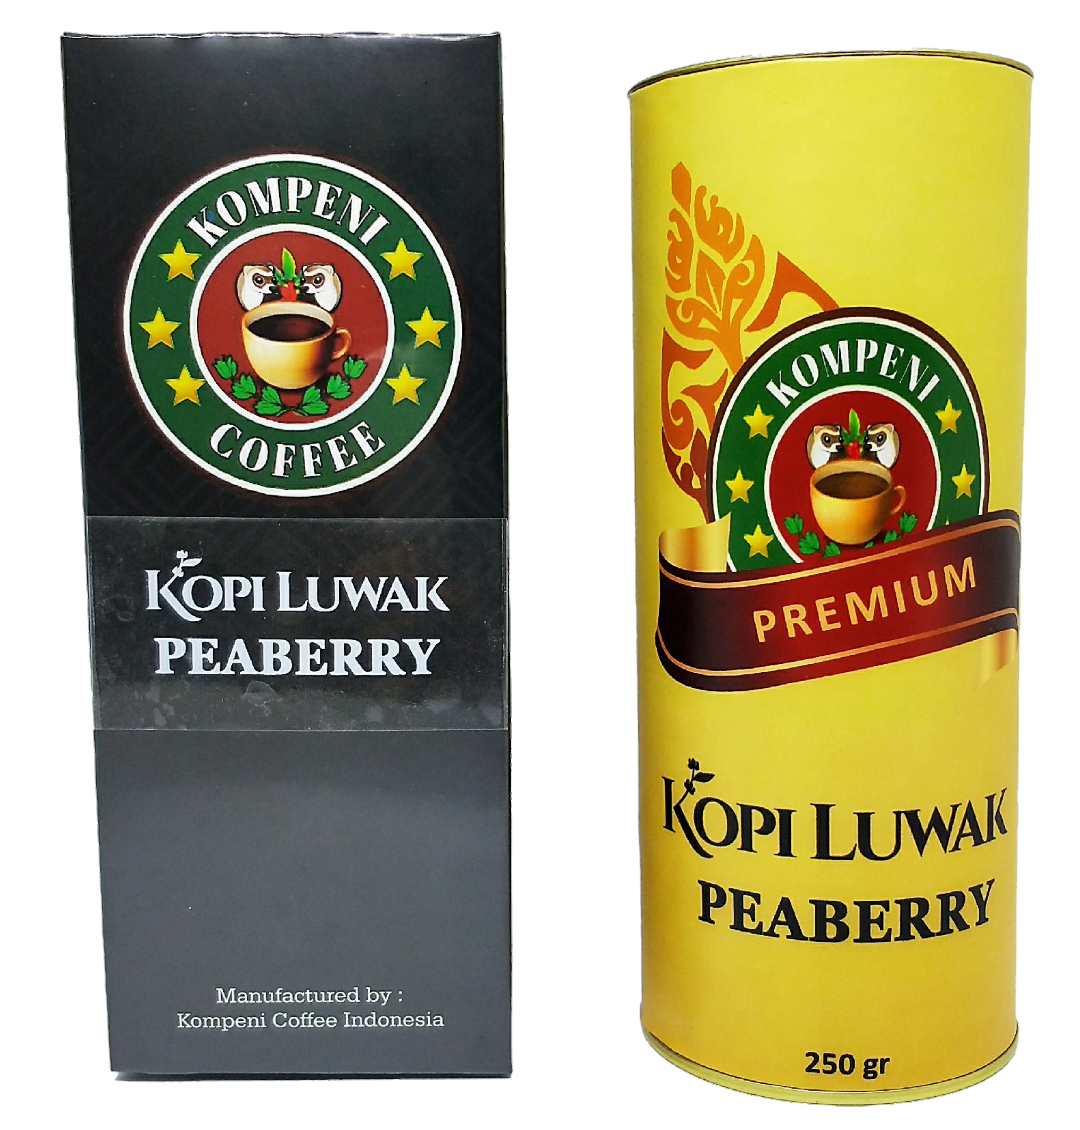 KOMPENI
COFFEE
KOPI LUWAK
PEABERRY
Manufactured by :
Kompeni Coffee Indonesia
KOMPENI
PREMIUM
KOPI LUWAK
PEABERRY
250 gr